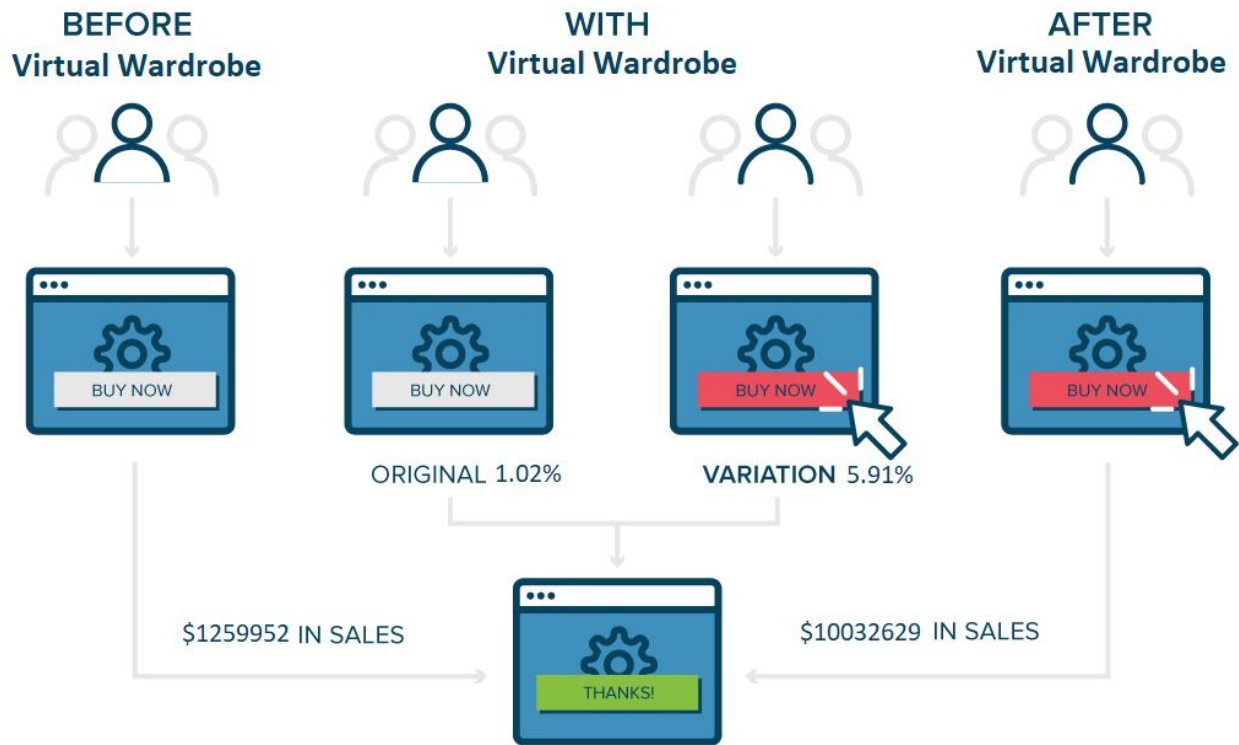 BEFORE
Virtual Wardrobe
WITH
Virtual Wardrobe
AFTER
Virtual Wardrobe
BUY NOW
BUY NOW
BUY NOW
BUY NOW
ORIGINAL 1.02%
VARIATION 5.91%
$1259952 IN SALES
$10032629 IN SALES
THANKS!